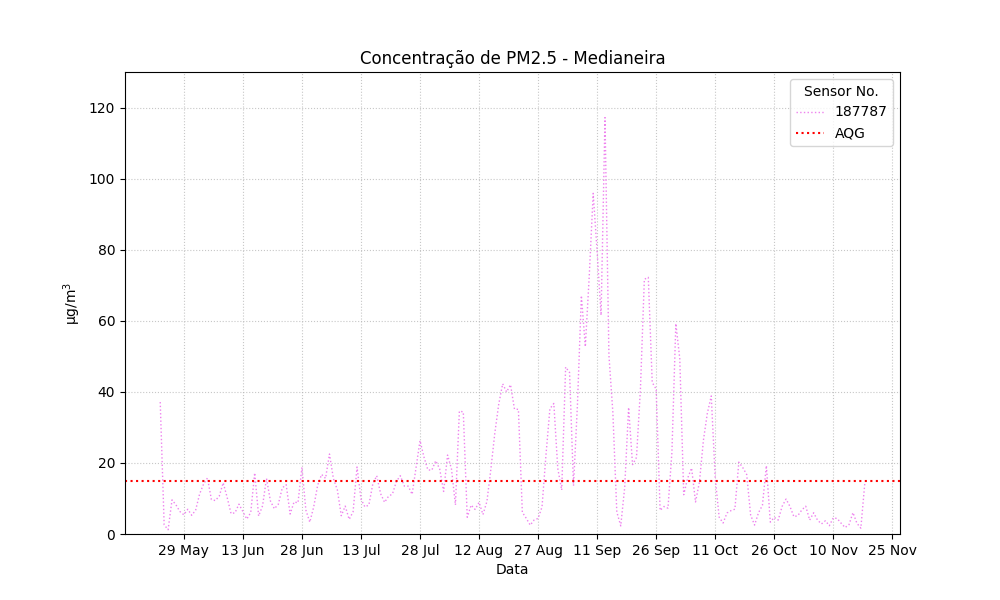 Concentração de PM2.5 - Medianeira
Sensor No.
187787
AQG
120
100
80
60
40
20
0
µg/m³
29 May 13 Jun 28 Jun 13 Jul 28 Jul 12 Aug 27 Aug 11 Sep 26 Sep 11 Oct 26 Oct 10 Nov 25 Nov
Data